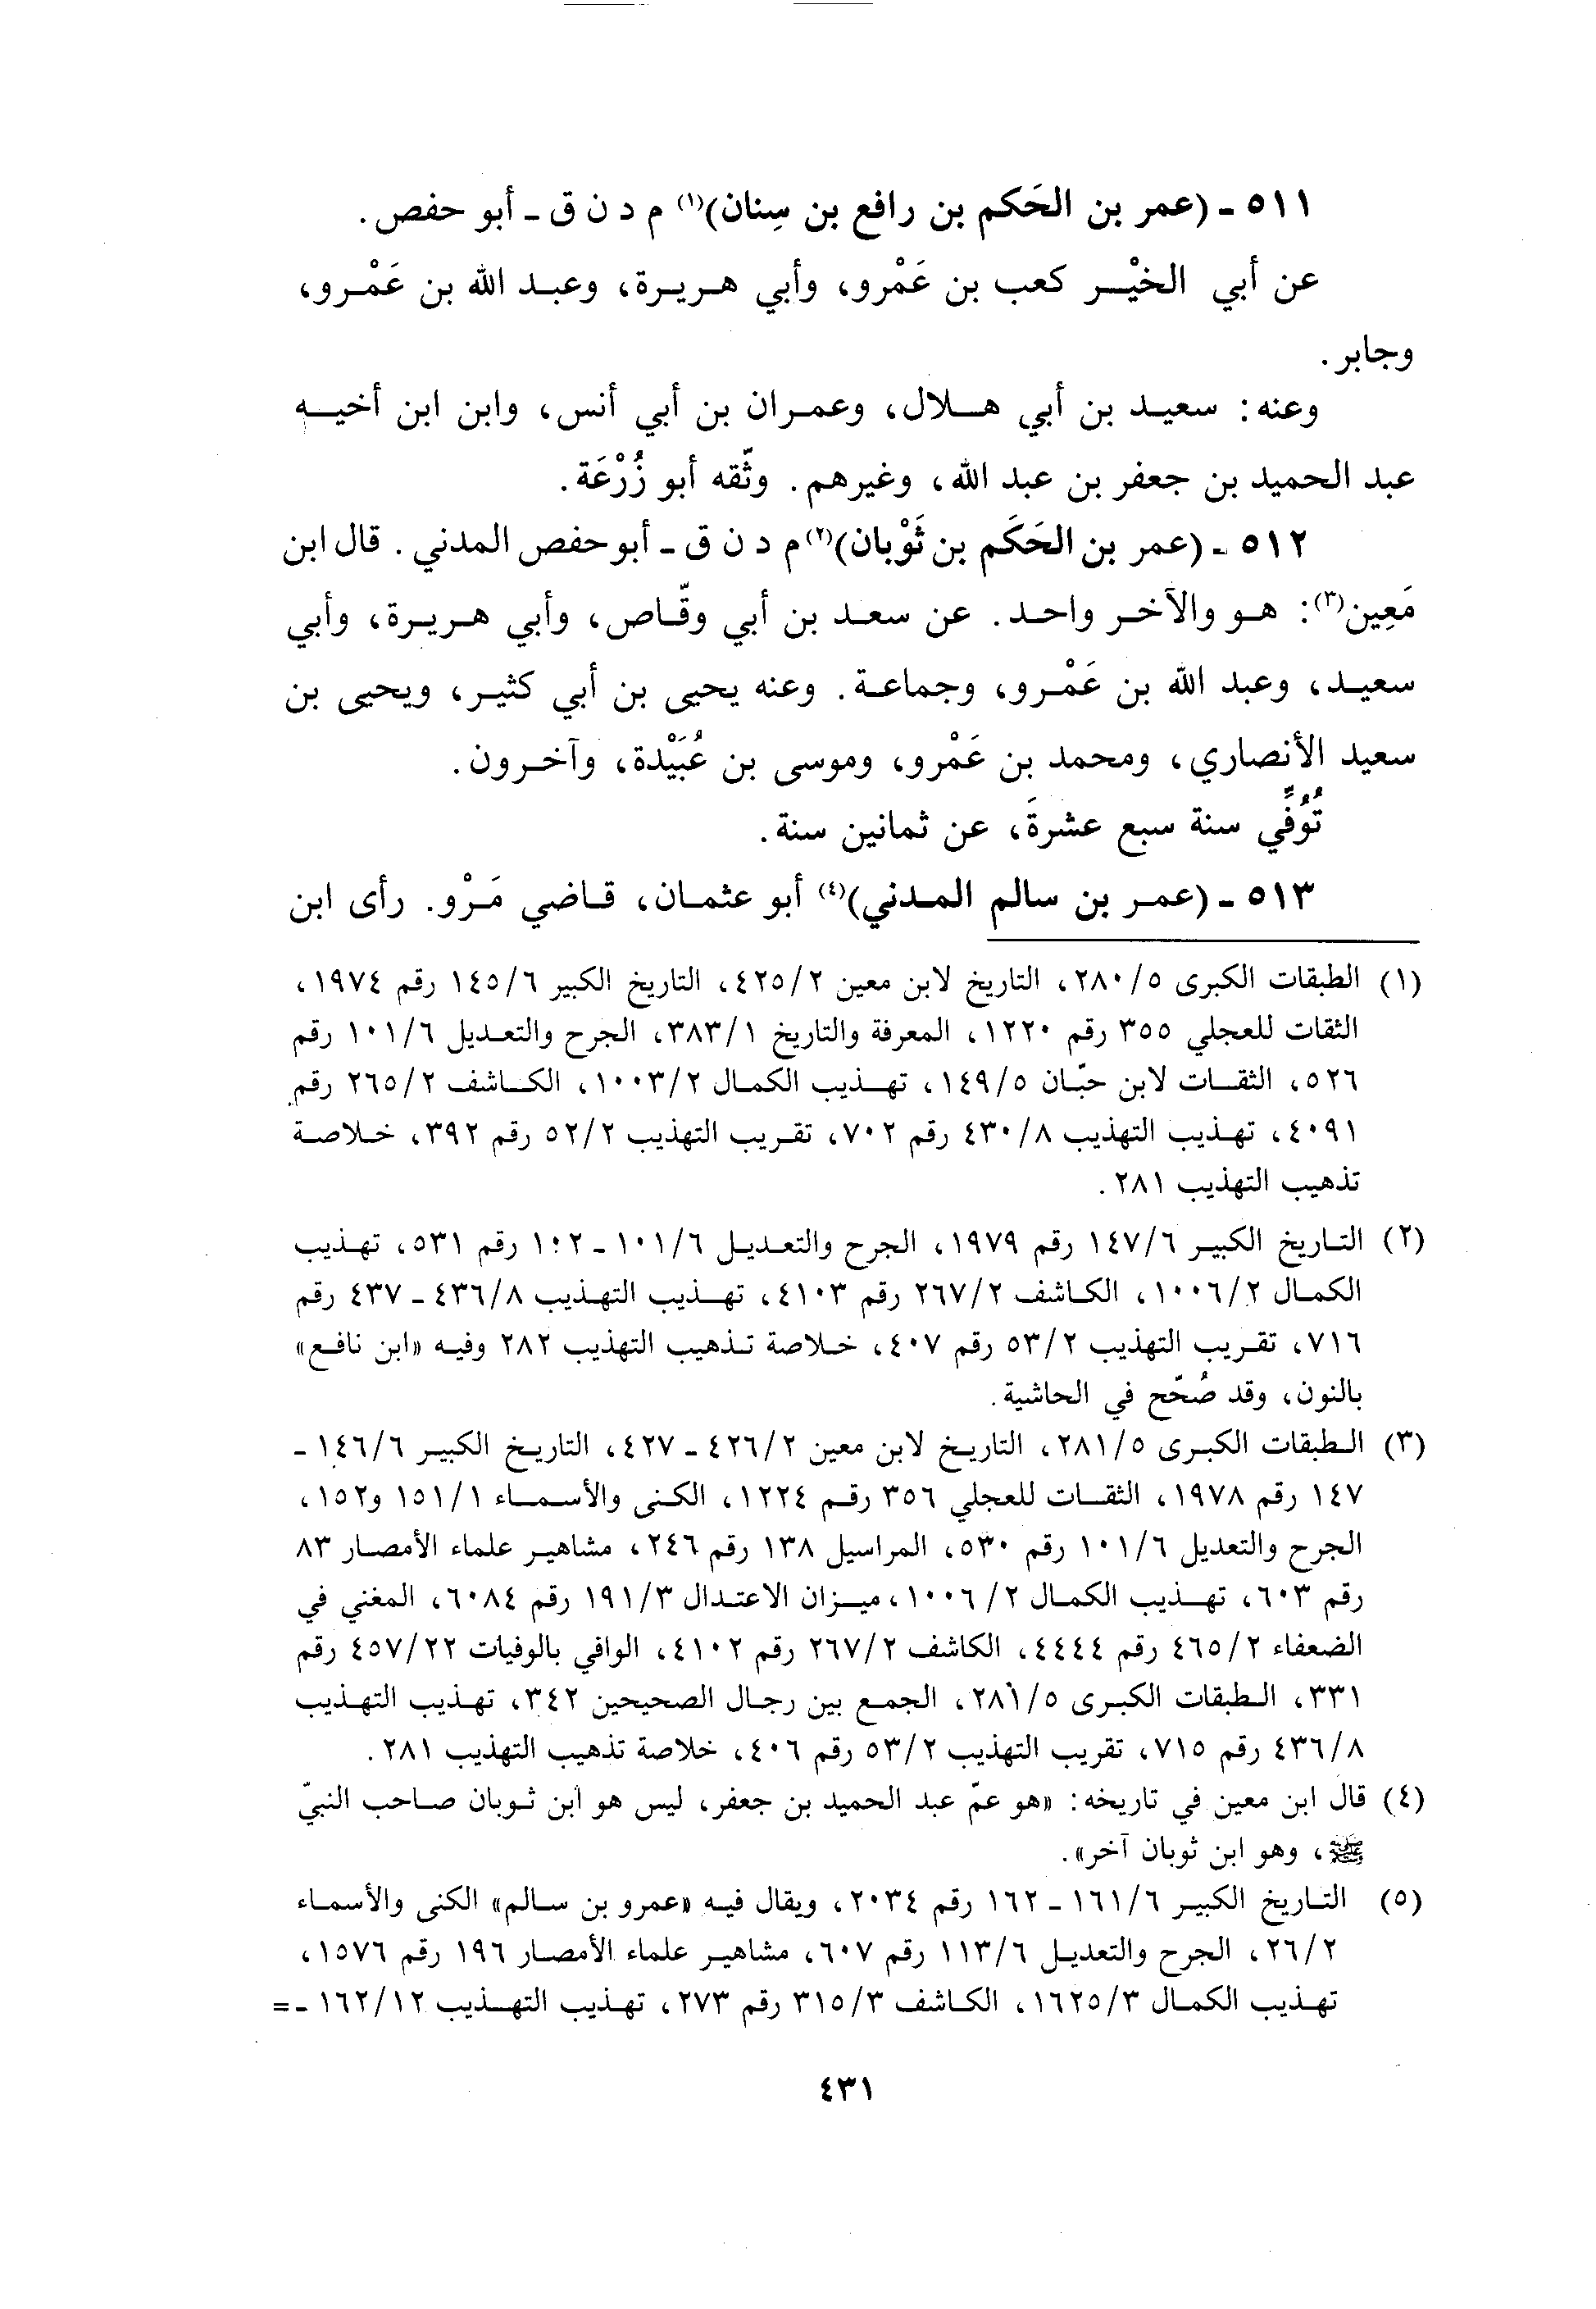 ٥١١ - (عمر بن الحَكم بن رافع بن سِنان)(١) م د ن ق - أبو حفص.
عن أبي الخيْر كعب بن عَمْرو، وأبي هريرة، وعبد الله بن عَمْرو،
وجابر.
وعنه: سعيد بن أبي هلال، وعمران بن أبي أنس، وابن ابن أخيه
عبد الحميد بن جعفر بن عبد الله، وغيرهم. وثّقه أبو زُرْعَة.
٥١٢ - (عمر بن الحَكَم بن ثَوْبان)(٢) م د ن ق - أبو حفص المدني. قال ابن
مَعِين(٣): هو والآخر واحد. عن سعد بن أبي وقّاص، وأبي هريرة، وأبي
سعيد، وعبد الله بن عَمْرو، وجماعة. وعنه يحيى بن أبي كثير، ويحيى بن
سعيد الأنصاري، ومحمد بن عَمْرو، وموسى بن عُبَيْدة، وآخرون.
تُوُفِّي سنة سبع عشرةَ، عن ثمانين سنة.
٥١٣ - (عمر بن سالم المدني)(٤) أبو عثمان، قاضي مَرْو. رأى ابن
(١) الطبقات الكبرى ٢٨٠/٥، التاريخ لابن معين ٤٢٥/٢، التاريخ الكبير ١٤٥/٦ رقم ١٩٧٤،
الثقات للعجلي ٣٥٥ رقم ١٢٢٠، المعرفة والتاريخ ٣٨٣/١، الجرح والتعديل ١٠١/٦ رقم
٥٢٦، الثقات لابن حبّان ١٤٩/٥، تهذيب الكمال ١٠٠٣/٢، الكاشف ٢٦٥/٢ رقم
٤٠٩١، تهذيب التهذيب ٤٣٠/٨ رقم ٧٠٢، تقريب التهذيب ٥٢/٢ رقم ٣٩٢، خلاصة
تذهيب التهذيب ٢٨١.
(٢) التاريخ الكبير ١٤٧/٦ رقم ١٩٧٩، الجرح والتعديل ١٠١/٦ - ١٠٢ رقم ٥٣١، تهذيب
الكمال ١٠٠٦/٢، الكاشف ٢٦٧/٢ رقم ٤١٠٣، تهذيب التهذيب ٤٣٦/٨ - ٤٣٧ رقم
٧١٦، تقريب التهذيب ٥٣/٢ رقم ٤٠٧، خلاصة تذهيب التهذيب ٢٨٢ وفيه «ابن نافع»
بالنون، وقد صُحّح في الحاشية.
(٣) الطبقات الكبرى ٢٨١/٥، التاريخ لابن معين ٤٢٦/٢ - ٤٢٧، التاريخ الكبير ١٤٦/٦ -
١٤٧ رقم ١٩٧٨، الثقات للعجلي ٣٥٦ رقم ١٢٢٤، الكنى والأسماء ١٥١/١ و١٥٢،
الجرح والتعديل ١٠١/٦ رقم ٥٣٠، المراسيل ١٣٨ رقم ٢٤٦، مشاهير علماء الأمصار ٨٣
رقم ٦٠٣، تهذيب الكمال ١٠٠٦/٢، ميزان الاعتدال ١٩١/٣ رقم ٦٠٨٤، المغني في
الضعفاء ٤٦٥/٢ رقم ٤٤٤٤، الكاشف ٢٦٧/٢ رقم ٤١٠٢، الوافي بالوفيات ٤٥٧/٢٢ رقم
٣٣١، الطبقات الكبرى ٢٨١/٥، الجمع بين رجال الصحيحين ٣٤٢، تهذيب التهذيب
٤٣٦/٨ رقم ٧١٥، تقريب التهذيب ٥٣/٢ رقم ٤٠٦، خلاصة تذهيب التهذيب ٢٨١.
(٤) قال ابن معين في تاريخه: «هو عمّ عبد الحميد بن جعفر، ليس هو ابن ثوبان صاحب النبيّ
ﷺ، وهو ابن ثوبان آخر».
(٥) التاريخ الكبير ١٦١/٦ - ١٦٢ رقم ٢٠٣٤، ويقال فيه «عمرو بن سالم» الكنى والأسماء
٢٦/٢، الجرح والتعديل ١١٣/٦ رقم ٦٠٧، مشاهير علماء الأمصار ١٩٦ رقم ١٥٧٦،
تهذيب الكمال ١٦٢٥/٣، الكاشف ٣١٥/٣ رقم ٢٧٣، تهذيب التهذيب ١٦٢/١٢ - =
٤٣١